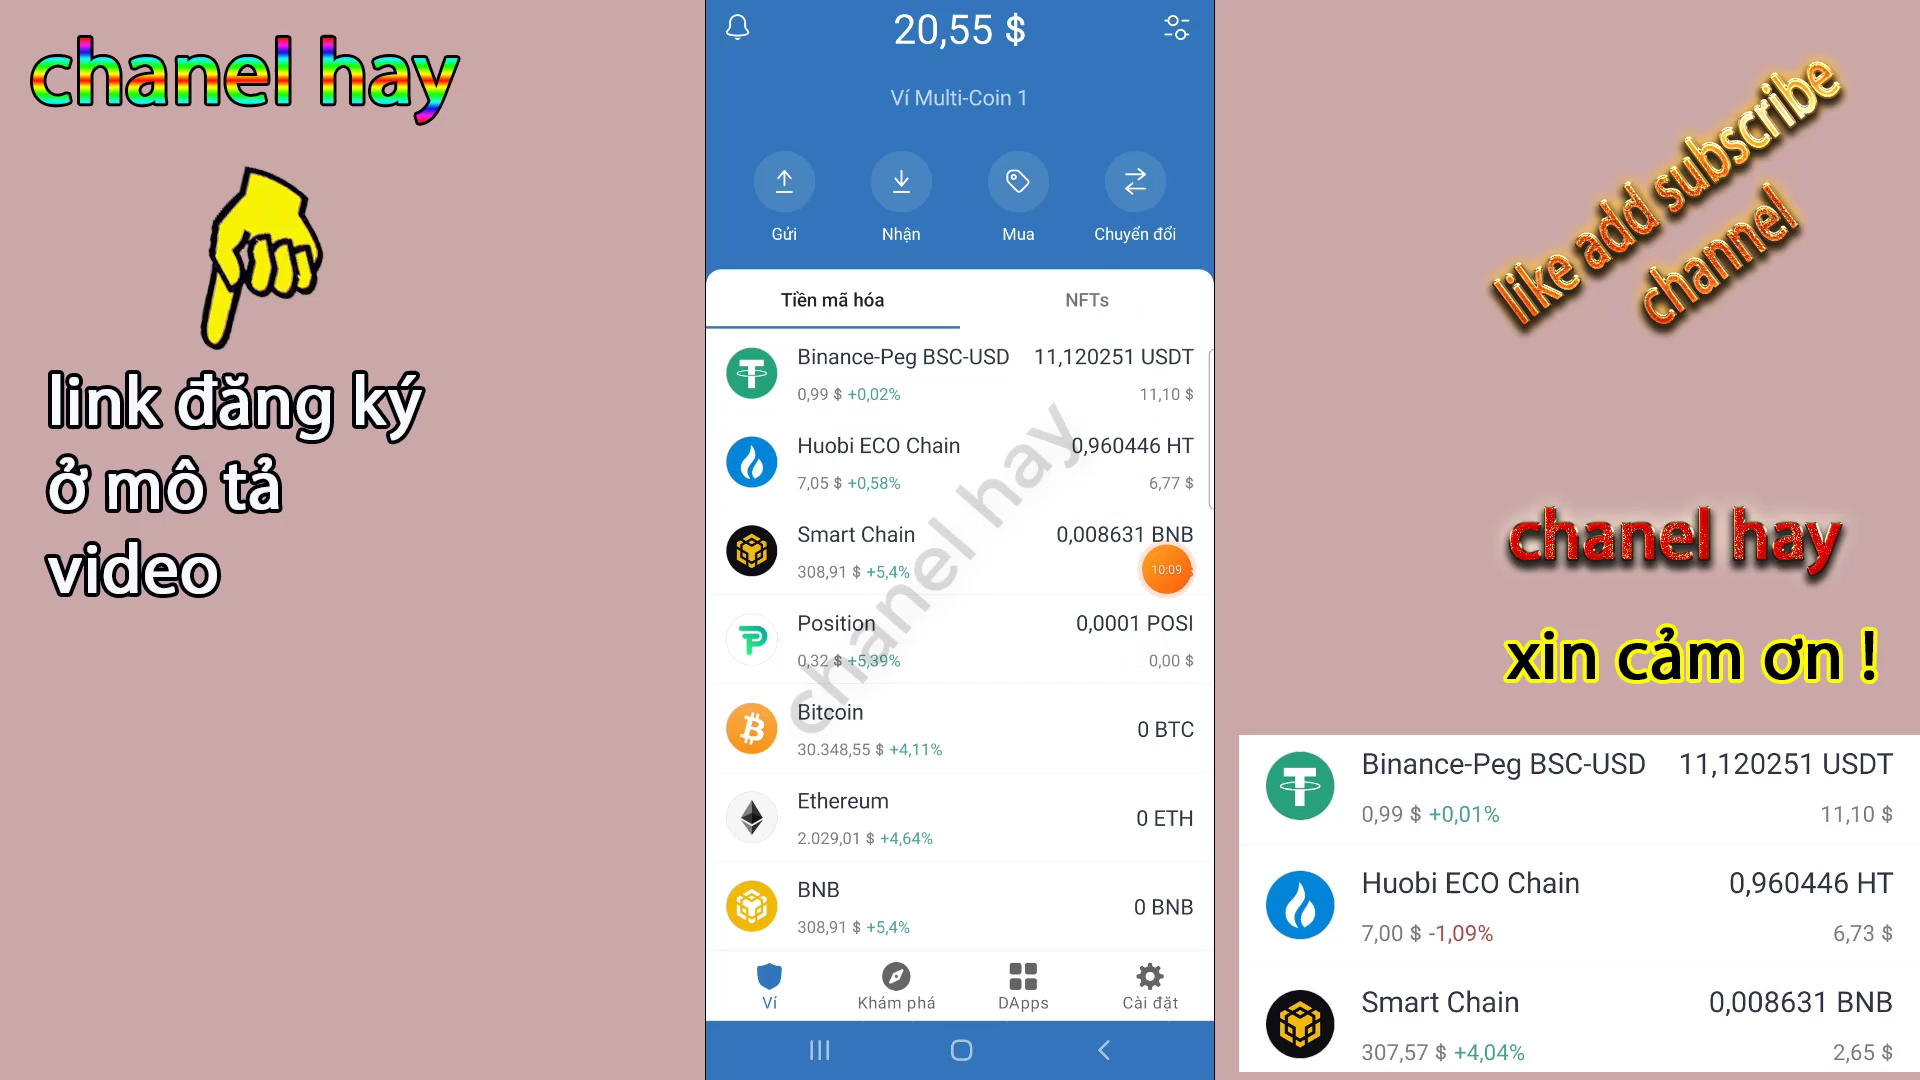 chanel hay
link đăng ký
ở mô tả
video
20,55 $
Ví Multi-Coin 1
Gửi
Nhận
Mua
Chuyển đổi
Tiền mã hóa
NFTs
Binance-Peg BSC-USD 11,120251 USDT
0,99 $ +0,02% 11,10 $
Huobi ECO Chain 0,960446 HT
7,05 $ +0,58% 6,77 $
Smart Chain 0,008631 BNB
308,91 $ +5,4%
10:09
Position 0,0001 POSI
0,32 $ +5,39% 0,00 $
Bitcoin 0 BTC
30.348,55 $ +4,11%
Ethereum 0 ETH
2.029,01 $ +4,64%
BNB 0 BNB
308,91 $ +5,4%
Ví
Khám phá
DApps
Cài đặt
chanel hay
like add subscribe
channel
chanel hay
xin cảm ơn !
Binance-Peg BSC-USD 11,120251 USDT
0,99 $ +0,01% 11,10 $
Huobi ECO Chain 0,960446 HT
7,00 $ -1,09% 6,73 $
Smart Chain 0,008631 BNB
307,57 $ +4,04% 2,65 $